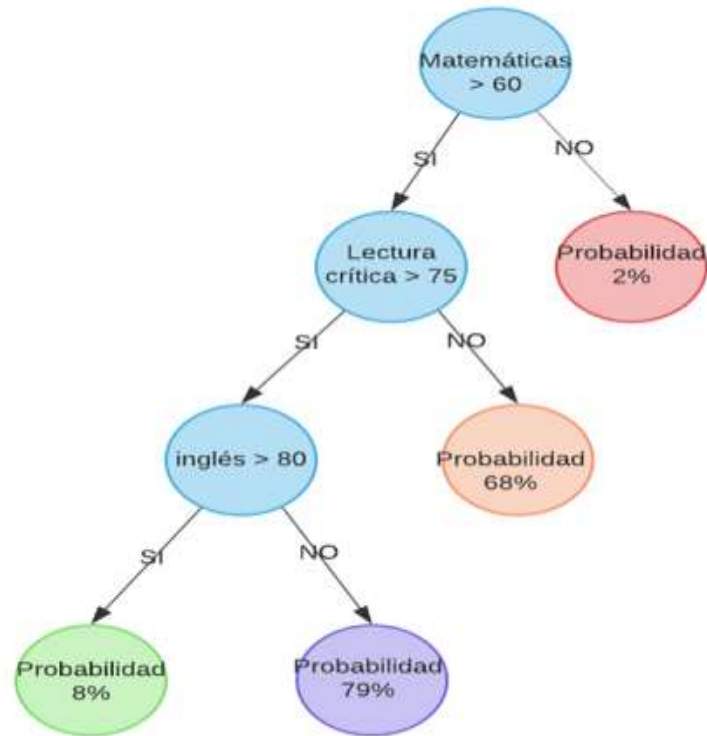 Matemáticas
> 60
SI
NO
Lectura
crítica > 75
Probabilidad
2%
SI
NO
inglés > 80
Probabilidad
68%
SI
NO
Probabilidad
8%
Probabilidad
79%